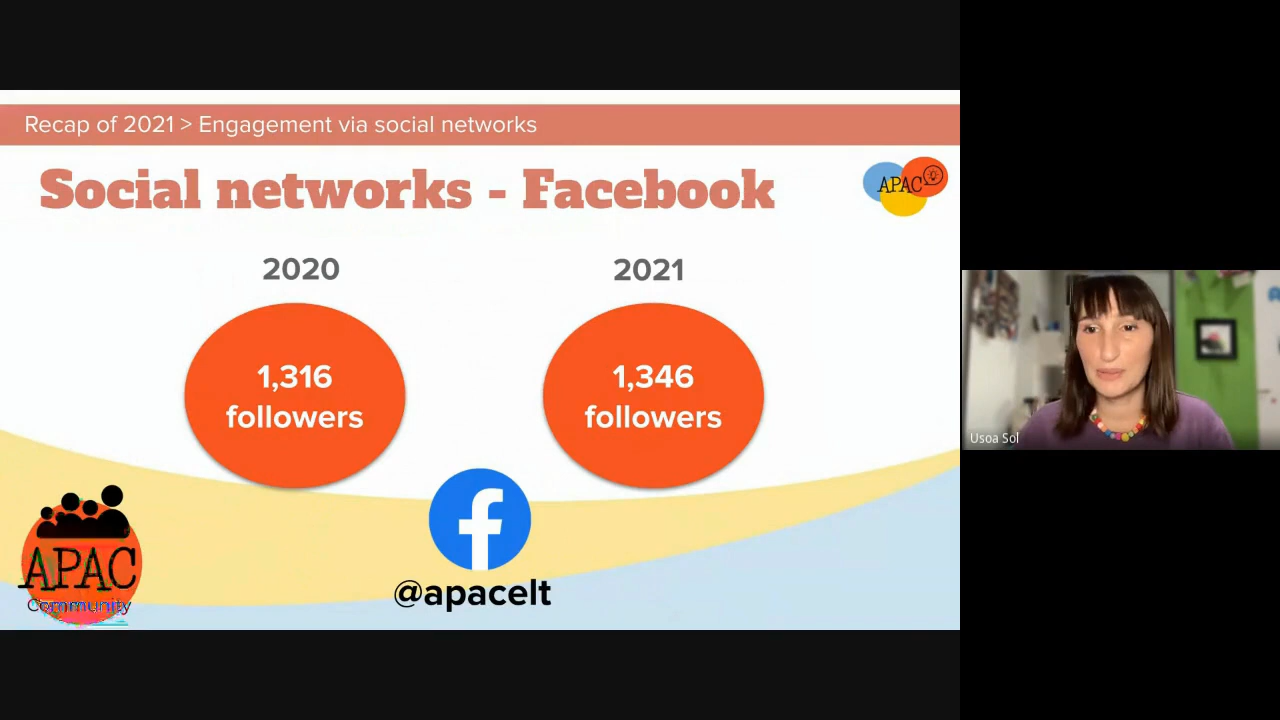 Recap of 2021 > Engagement via social networks
Social networks - Facebook
APAC
2020
2021
1,316
followers
1,346
followers
@apacelt
APAC
Community
Usoa Sol